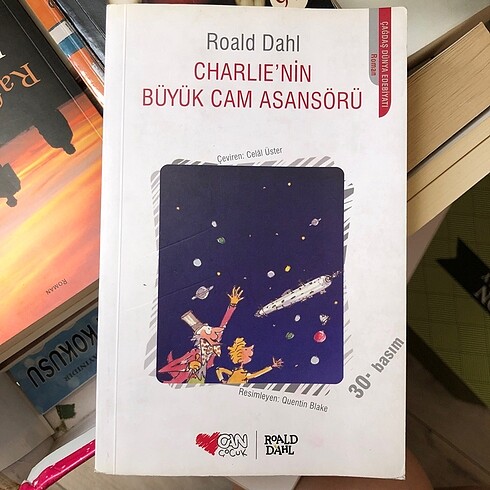 Roald Dahl
CHARLIE'NİN
BÜYÜK CAM ASANSÖRÜ
ÇAĞDAŞ DÜNYA EDEBİYATI
Roman
Çeviren: Celâl Üster
30. basım
Resimleyen: Quentin Blake
CAN
ÇOCUK
ROALD
DAHL
ROMAN
KOKUSU